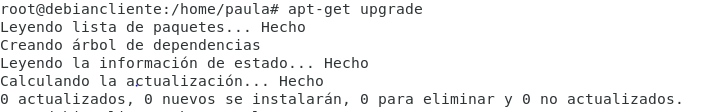 root@debiancliente:/home/paula# apt-get upgrade
Leyendo lista de paquetes... Hecho
Creando árbol de dependencias
Leyendo la información de estado... Hecho
Calculando la actualización... Hecho
0 actualizados, 0 nuevos se instalarán, 0 para eliminar y 0 no actualizados.